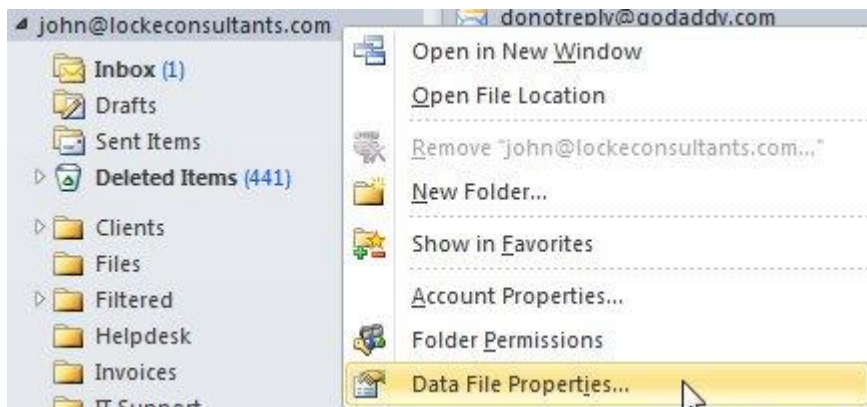 john@lockeconsultants.com
Inbox (1)
Drafts
Sent Items
Deleted Items (441)
Clients
Files
Filtered
Helpdesk
Invoices
IT Support
donotreply@godaddy.com
Open in New Window
Open File Location
Remove "john@lockeconsultants.com..."
New Folder...
Show in Favorites
Account Properties...
Folder Permissions
Data File Properties...